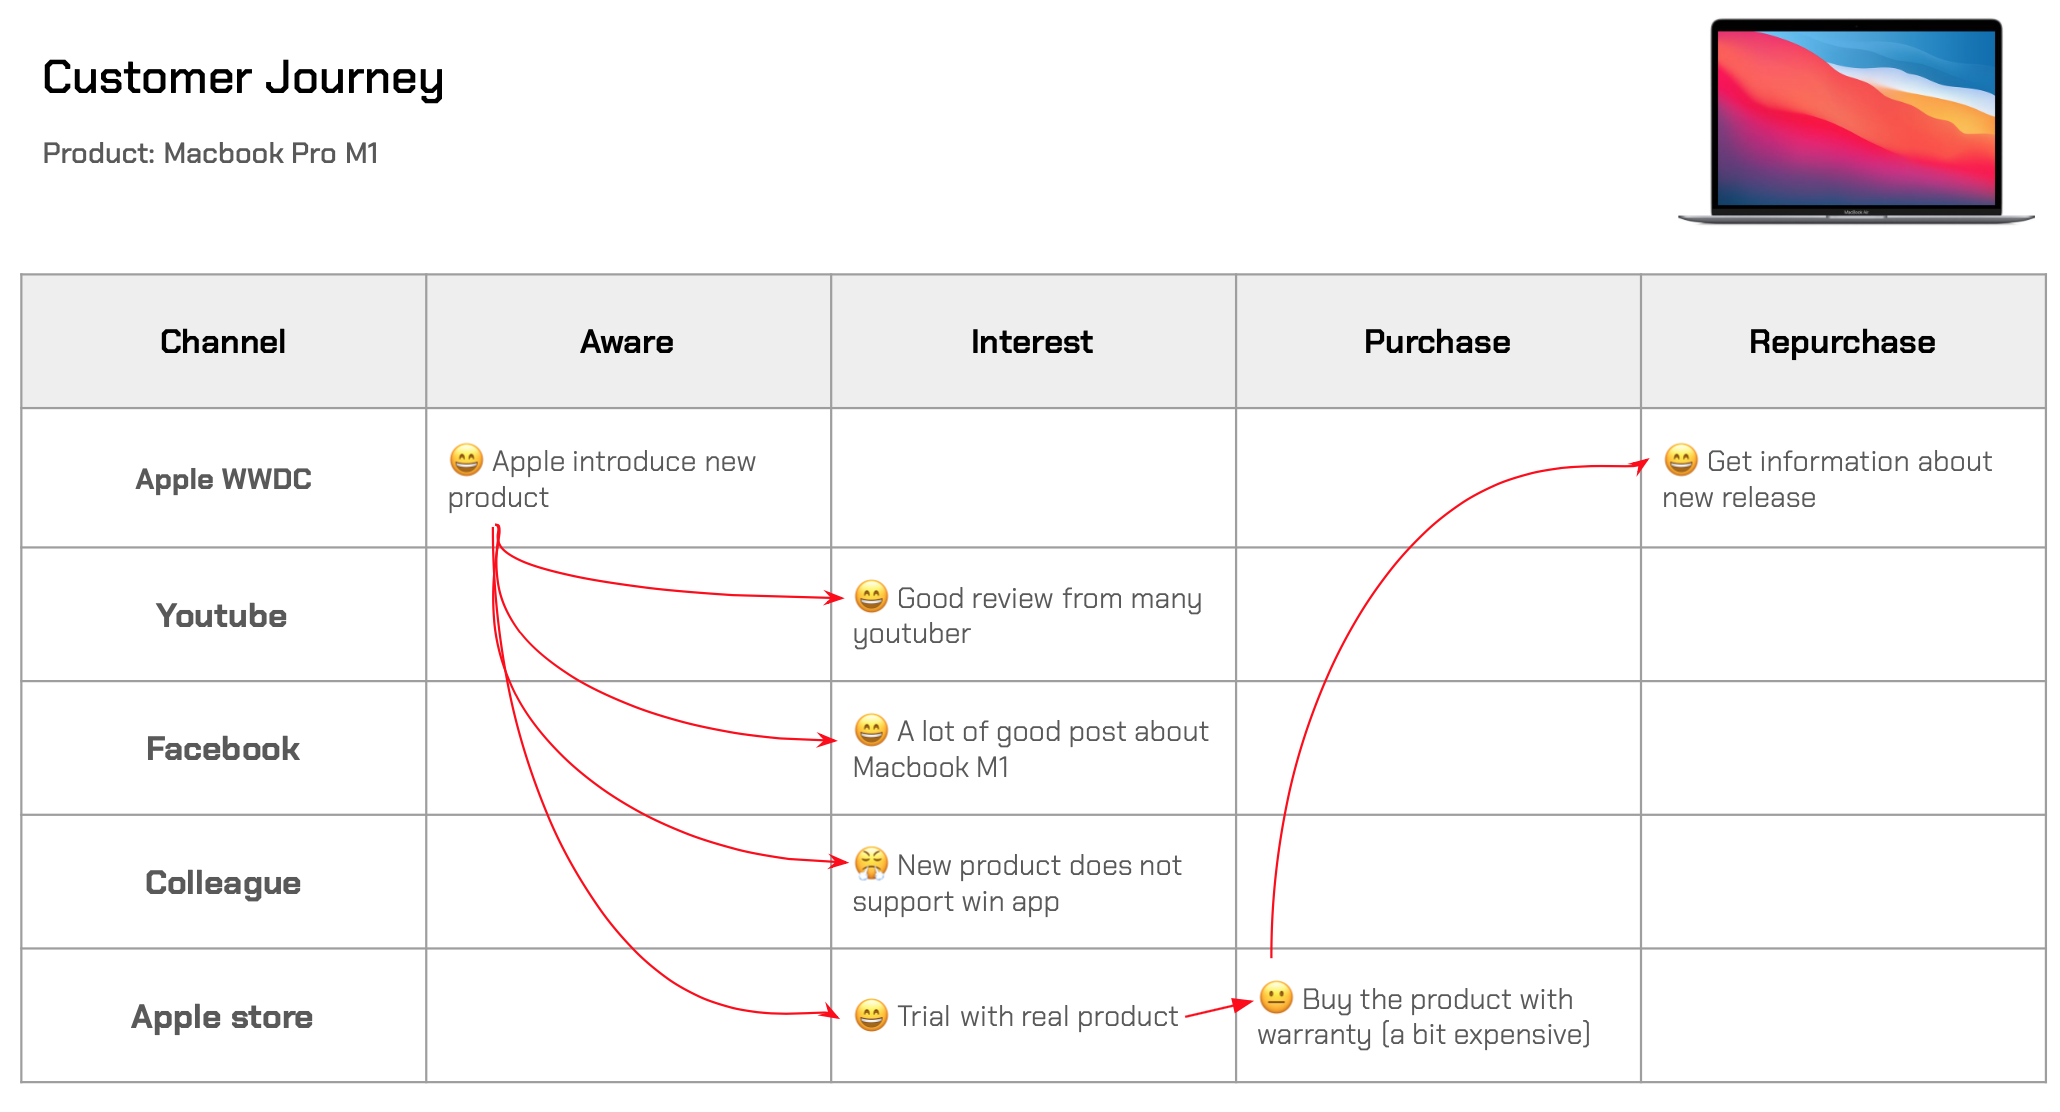 Customer Journey
Product: Macbook Pro M1
MacBook Air
Channel
Aware
Interest
Purchase
Repurchase
Apple WWDC
😄 Apple introduce new
product
😄 Get information about
new release
Youtube
😄 Good review from many
youtuber
Facebook
😄 A lot of good post about
Macbook M1
Colleague
😤 New product does not
support win app
Apple store
😄 Trial with real product
😐 Buy the product with
warranty (a bit expensive)